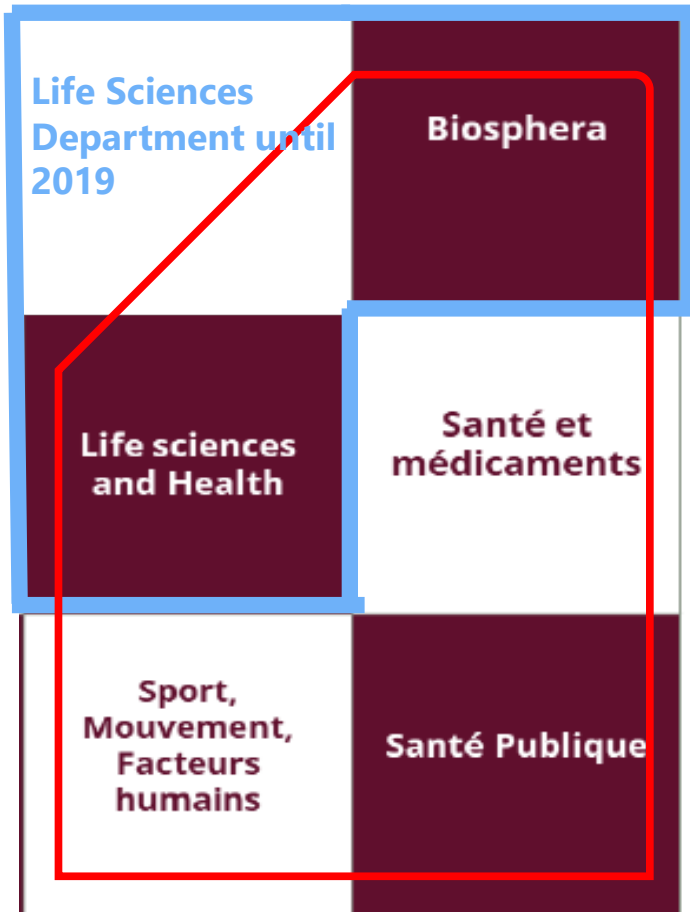 Life Sciences
Department until
2019
Biosphera
Life sciences
and Health
Santé et
médicaments
Sport,
Mouvement,
Facteurs
humains
Santé Publique